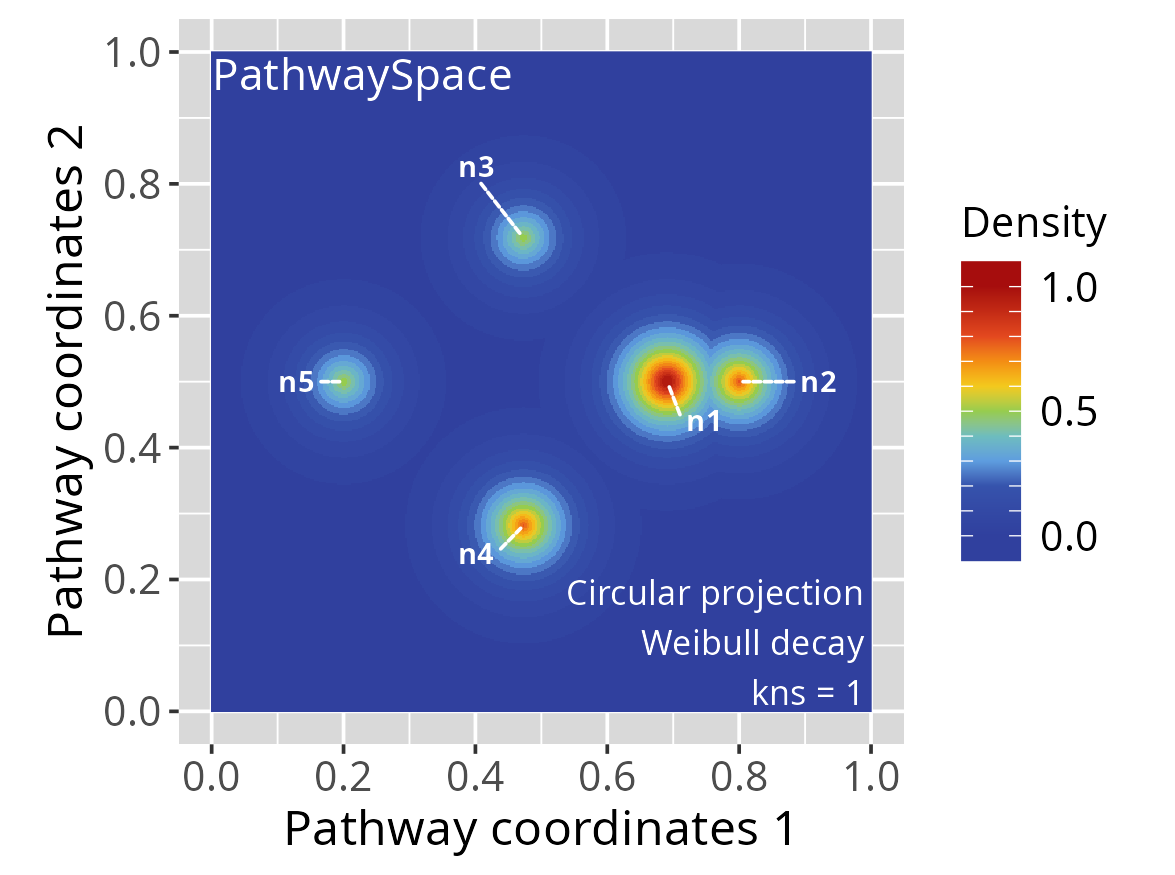 PathwaySpace
n3
n5
n2
n1
n4
Circular projection
Weibull decay
kns = 1
1.0
0.8
0.6
0.4
0.2
0.0
Pathway coordinates 2
0.0 0.2 0.4 0.6 0.8 1.0
Pathway coordinates 1
Density
1.0
0.5
0.0